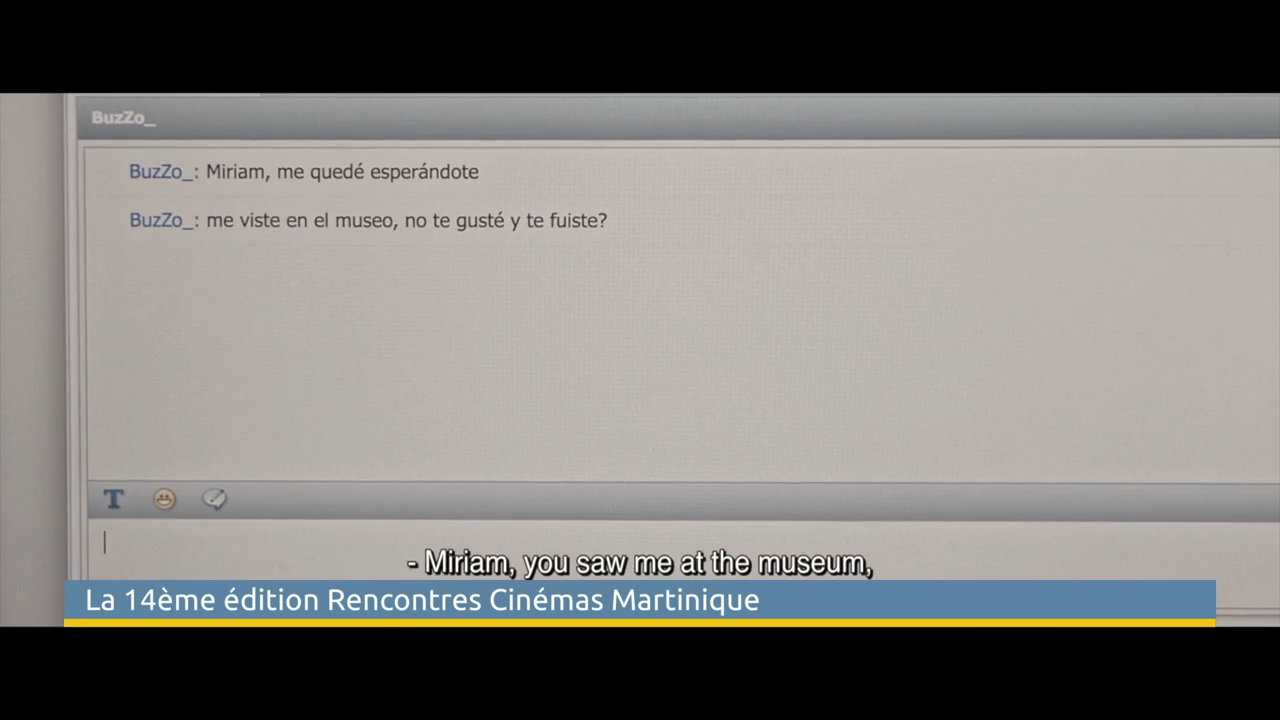 BuzZo_
BuzZo_: Miriam, me quedé esperándote
BuzZo_: me viste en el museo, no te gusté y te fuiste?
T
- Miriam, you saw me at the museum,
La 14ème édition Rencontres Cinémas Martinique